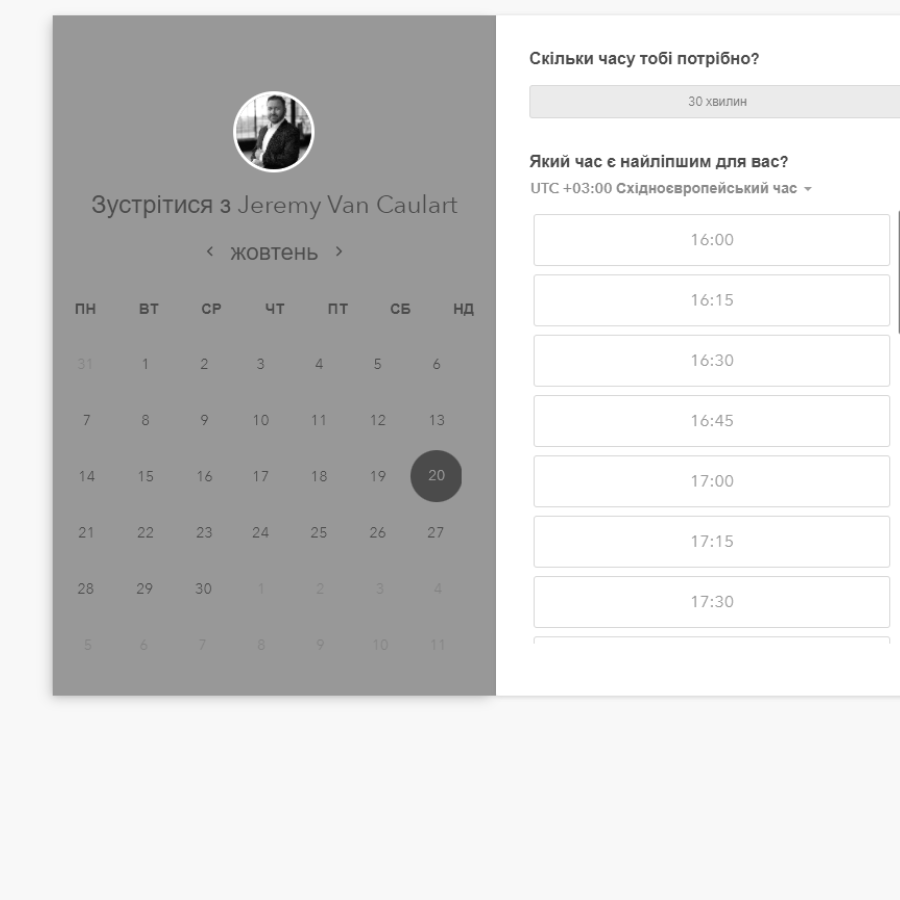 Зустрітися з Jeremy Van Caulart
жовтень
ПН ВТ СР ЧТ ПТ СБ НД
31 1 2 3 4 5 6
7 8 9 10 11 12 13
14 15 16 17 18 19 20
21 22 23 24 25 26 27
28 29 30 1 2 3 4
5 6 7 8 9 10 11
Скільки часу тобі потрібно?
30 хвилин
Який час є найліпшим для вас?
UTC +03:00 Східноєвропейський час
16:00
16:15
16:30
16:45
17:00
17:15
17:30